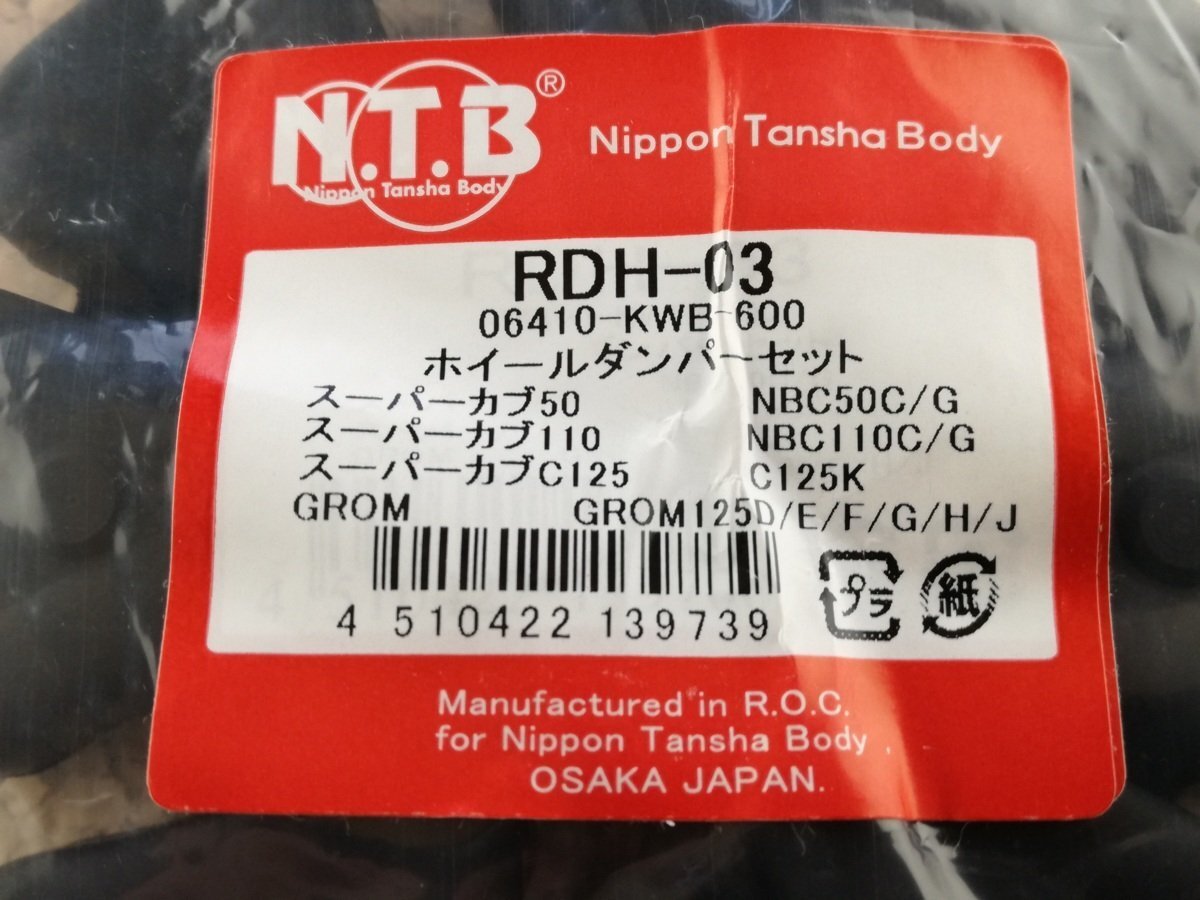 N.T.B®
Nippon Tansha Body
Nippon Tansha Body
RDH-03
06410-KWB-600
ホイールダンパーセット
スーパーカブ50 NBC50C/G
スーパーカブ110 NBC110C/G
スーパーカブC125 C125K
GROM GROM125D/E/F/G/H/J
4 510422 139739
プラ
紙
Manufactured in R.O.C.
for Nippon Tansha Body .
OSAKA JAPAN.